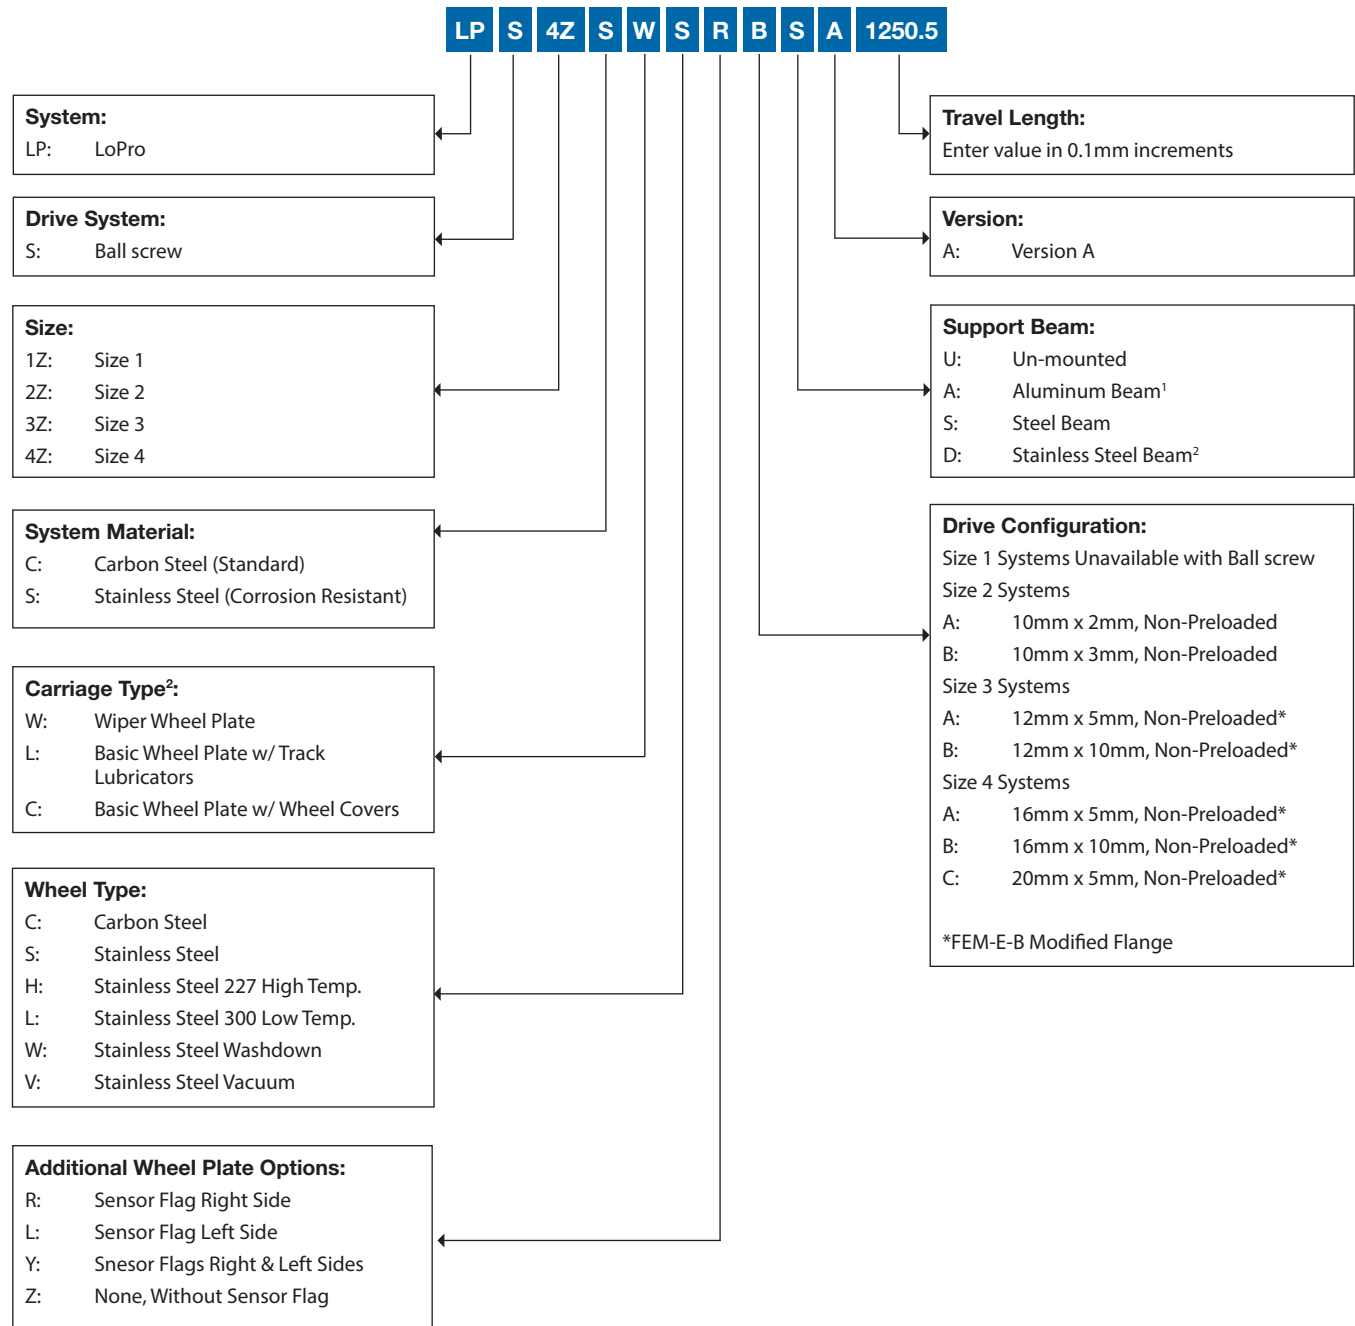 LP S 4Z S W S R B S A 1250.5
System:
LP: LoPro
Drive System:
S: Ball screw
Size:
1Z: Size 1
2Z: Size 2
3Z: Size 3
4Z: Size 4
System Material:
C: Carbon Steel (Standard)
S: Stainless Steel (Corrosion Resistant)
Carriage Type²:
W: Wiper Wheel Plate
L: Basic Wheel Plate w/ Track
Lubricators
C: Basic Wheel Plate w/ Wheel Covers
Wheel Type:
C: Carbon Steel
S: Stainless Steel
H: Stainless Steel 227 High Temp.
L: Stainless Steel 300 Low Temp.
W: Stainless Steel Washdown
V: Stainless Steel Vacuum
Additional Wheel Plate Options:
R: Sensor Flag Right Side
L: Sensor Flag Left Side
Y: Snesor Flags Right & Left Sides
Z: None, Without Sensor Flag
Travel Length:
Enter value in 0.1mm increments
Version:
A: Version A
Support Beam:
U: Un-mounted
A: Aluminum Beam¹
S: Steel Beam
D: Stainless Steel Beam²
Drive Configuration:
Size 1 Systems Unavailable with Ball screw
Size 2 Systems
A: 10mm x 2mm, Non-Preloaded
B: 10mm x 3mm, Non-Preloaded
Size 3 Systems
A: 12mm x 5mm, Non-Preloaded*
B: 12mm x 10mm, Non-Preloaded*
Size 4 Systems
A: 16mm x 5mm, Non-Preloaded*
B: 16mm x 10mm, Non-Preloaded*
C: 20mm x 5mm, Non-Preloaded*
*FEM-E-B Modified Flange